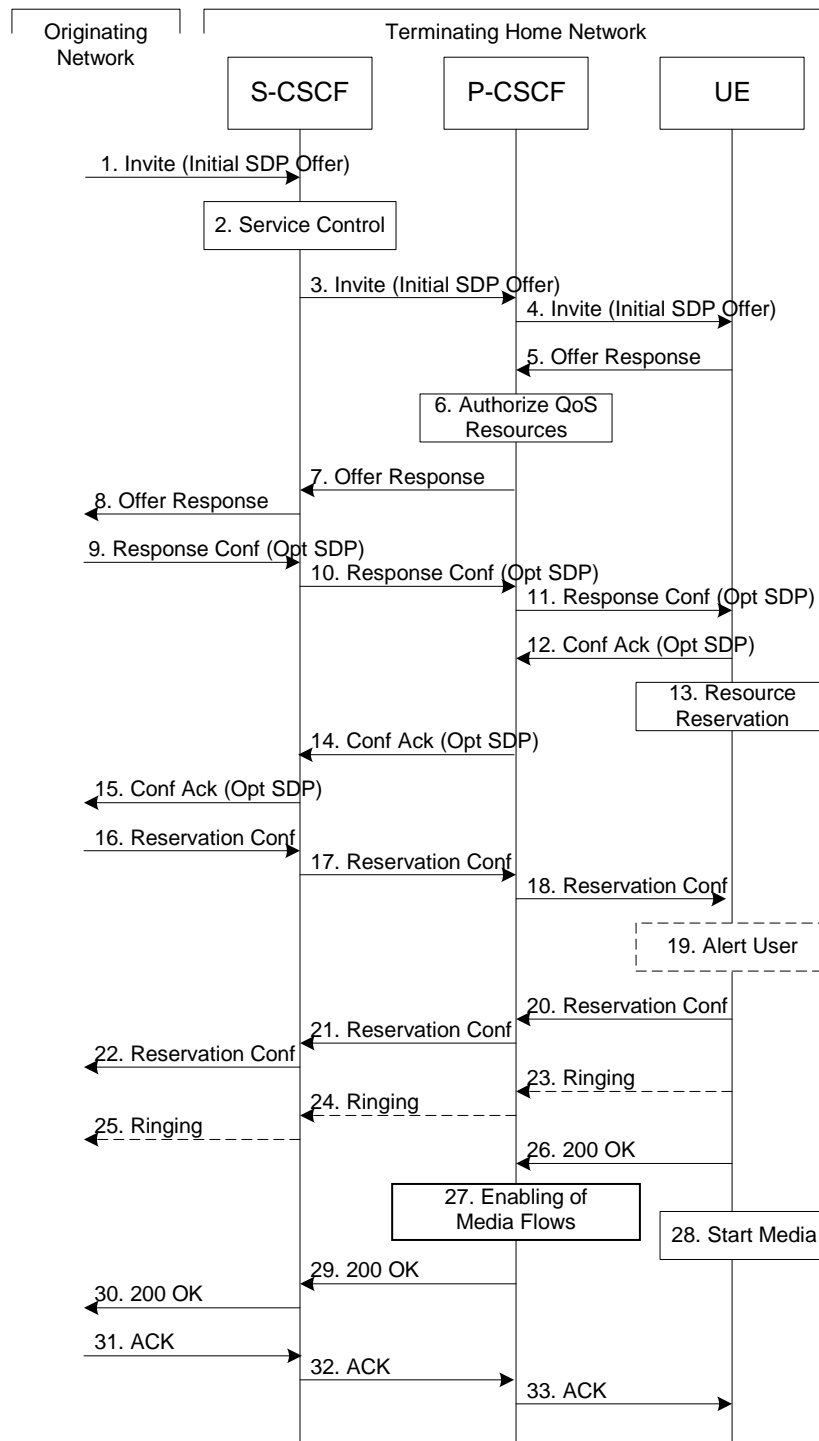 Originating
Network
Terminating Home Network
S-CSCF
P-CSCF
UE
1. Invite (Initial SDP Offer)
2. Service Control
3. Invite (Initial SDP Offer)
4. Invite (Initial SDP Offer)
5. Offer Response
6. Authorize QoS
Resources
7. Offer Response
8. Offer Response
9. Response Conf (Opt SDP)
10. Response Conf (Opt SDP)
11. Response Conf (Opt SDP)
12. Conf Ack (Opt SDP)
13. Resource
Reservation
14. Conf Ack (Opt SDP)
15. Conf Ack (Opt SDP)
16. Reservation Conf
17. Reservation Conf
18. Reservation Conf
19. Alert User
20. Reservation Conf
21. Reservation Conf
22. Reservation Conf
23. Ringing
24. Ringing
25. Ringing
26. 200 OK
27. Enabling of
Media Flows
28. Start Media
29. 200 OK
30. 200 OK
31. ACK
32. ACK
33. ACK